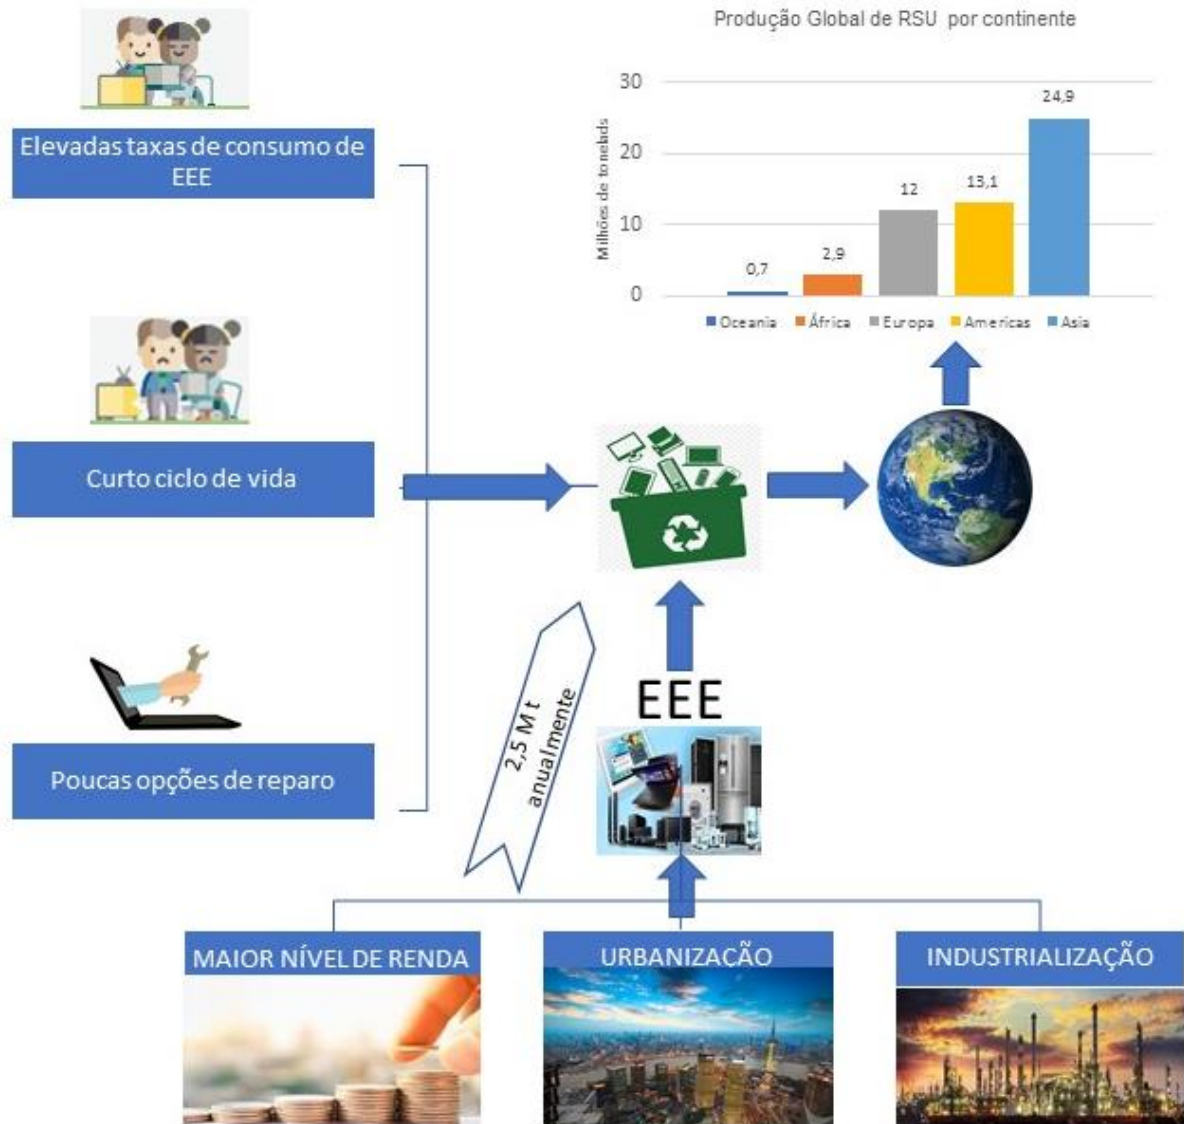 Produção Global de RSU por continente
Milhões de tonelads
30
20
10
0
0,7
2,9
12
13,1
24,9
Oceania África Europa Americas Asia
Elevadas taxas de consumo de
EEE
Curto ciclo de vida
Poucas opções de reparo
2,5 M t
anualmente
EEE
MAIOR NÍVEL DE RENDA
URBANIZAÇÃO
INDUSTRIALIZAÇÃO